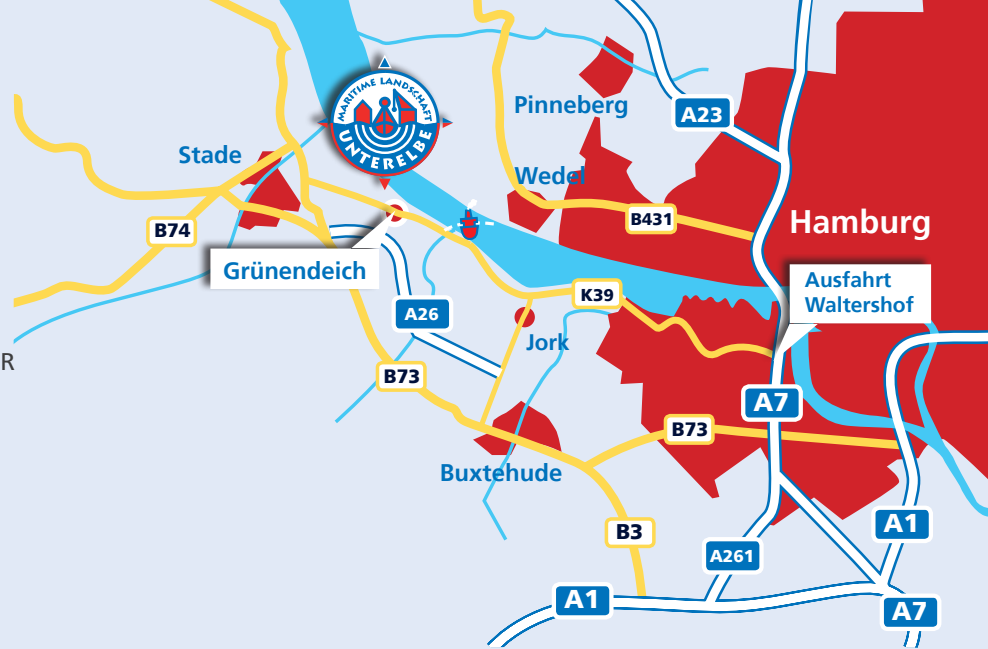 MARITIME LANDSCHAFT
UNTERELBE
Pinneberg
A23
Stade
Wedel
B431
B74
Hamburg
Grünendeich
Ausfahrt
Waltershof
K39
A26
Jork
R
B73
A7
B73
Buxtehude
B3
A1
A261
A1
A7